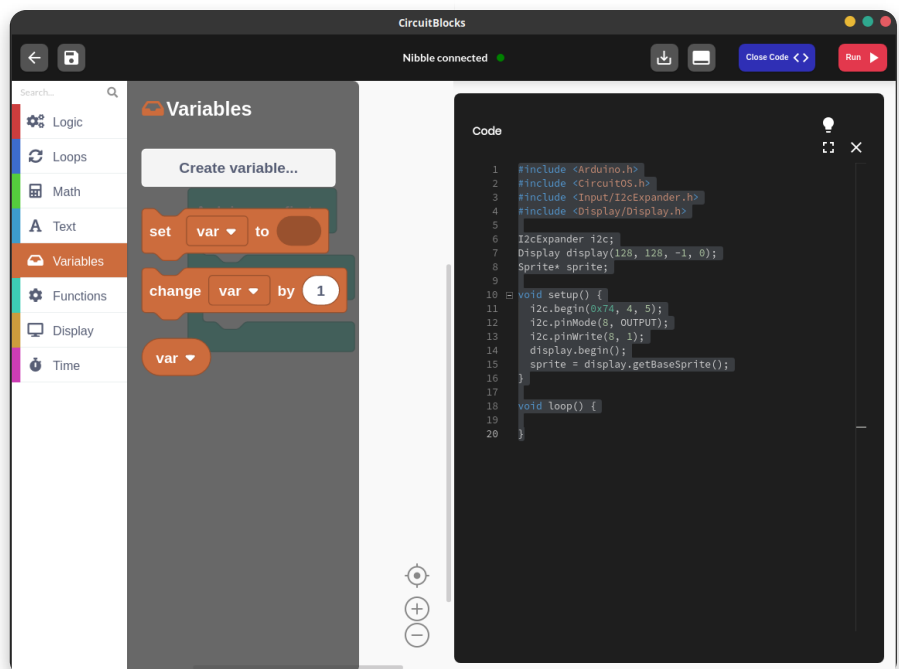 CircuitBlocks
Nibble connected
Close Code
Run
Search...
Logic
Loops
Math
Text
Variables
Functions
Display
Time
Variables
Create variable...
set var to
change var by 1
var
Code
1 #include <Arduino.h>
2 #include <CircuitOS.h>
3 #include <Input/I2cExpander.h>
4 #include <Display/Display.h>
5
6 I2cExpander i2c;
7 Display display(128, 128, -1, 0);
8 Sprite* sprite;
9
10 void setup() {
11 i2c.begin(0x74, 4, 5);
12 i2c.pinMode(8, OUTPUT);
13 i2c.pinWrite(8, 1);
14 display.begin();
15 sprite = display.getBaseSprite();
16 }
17
18 void loop() {
19
20 }